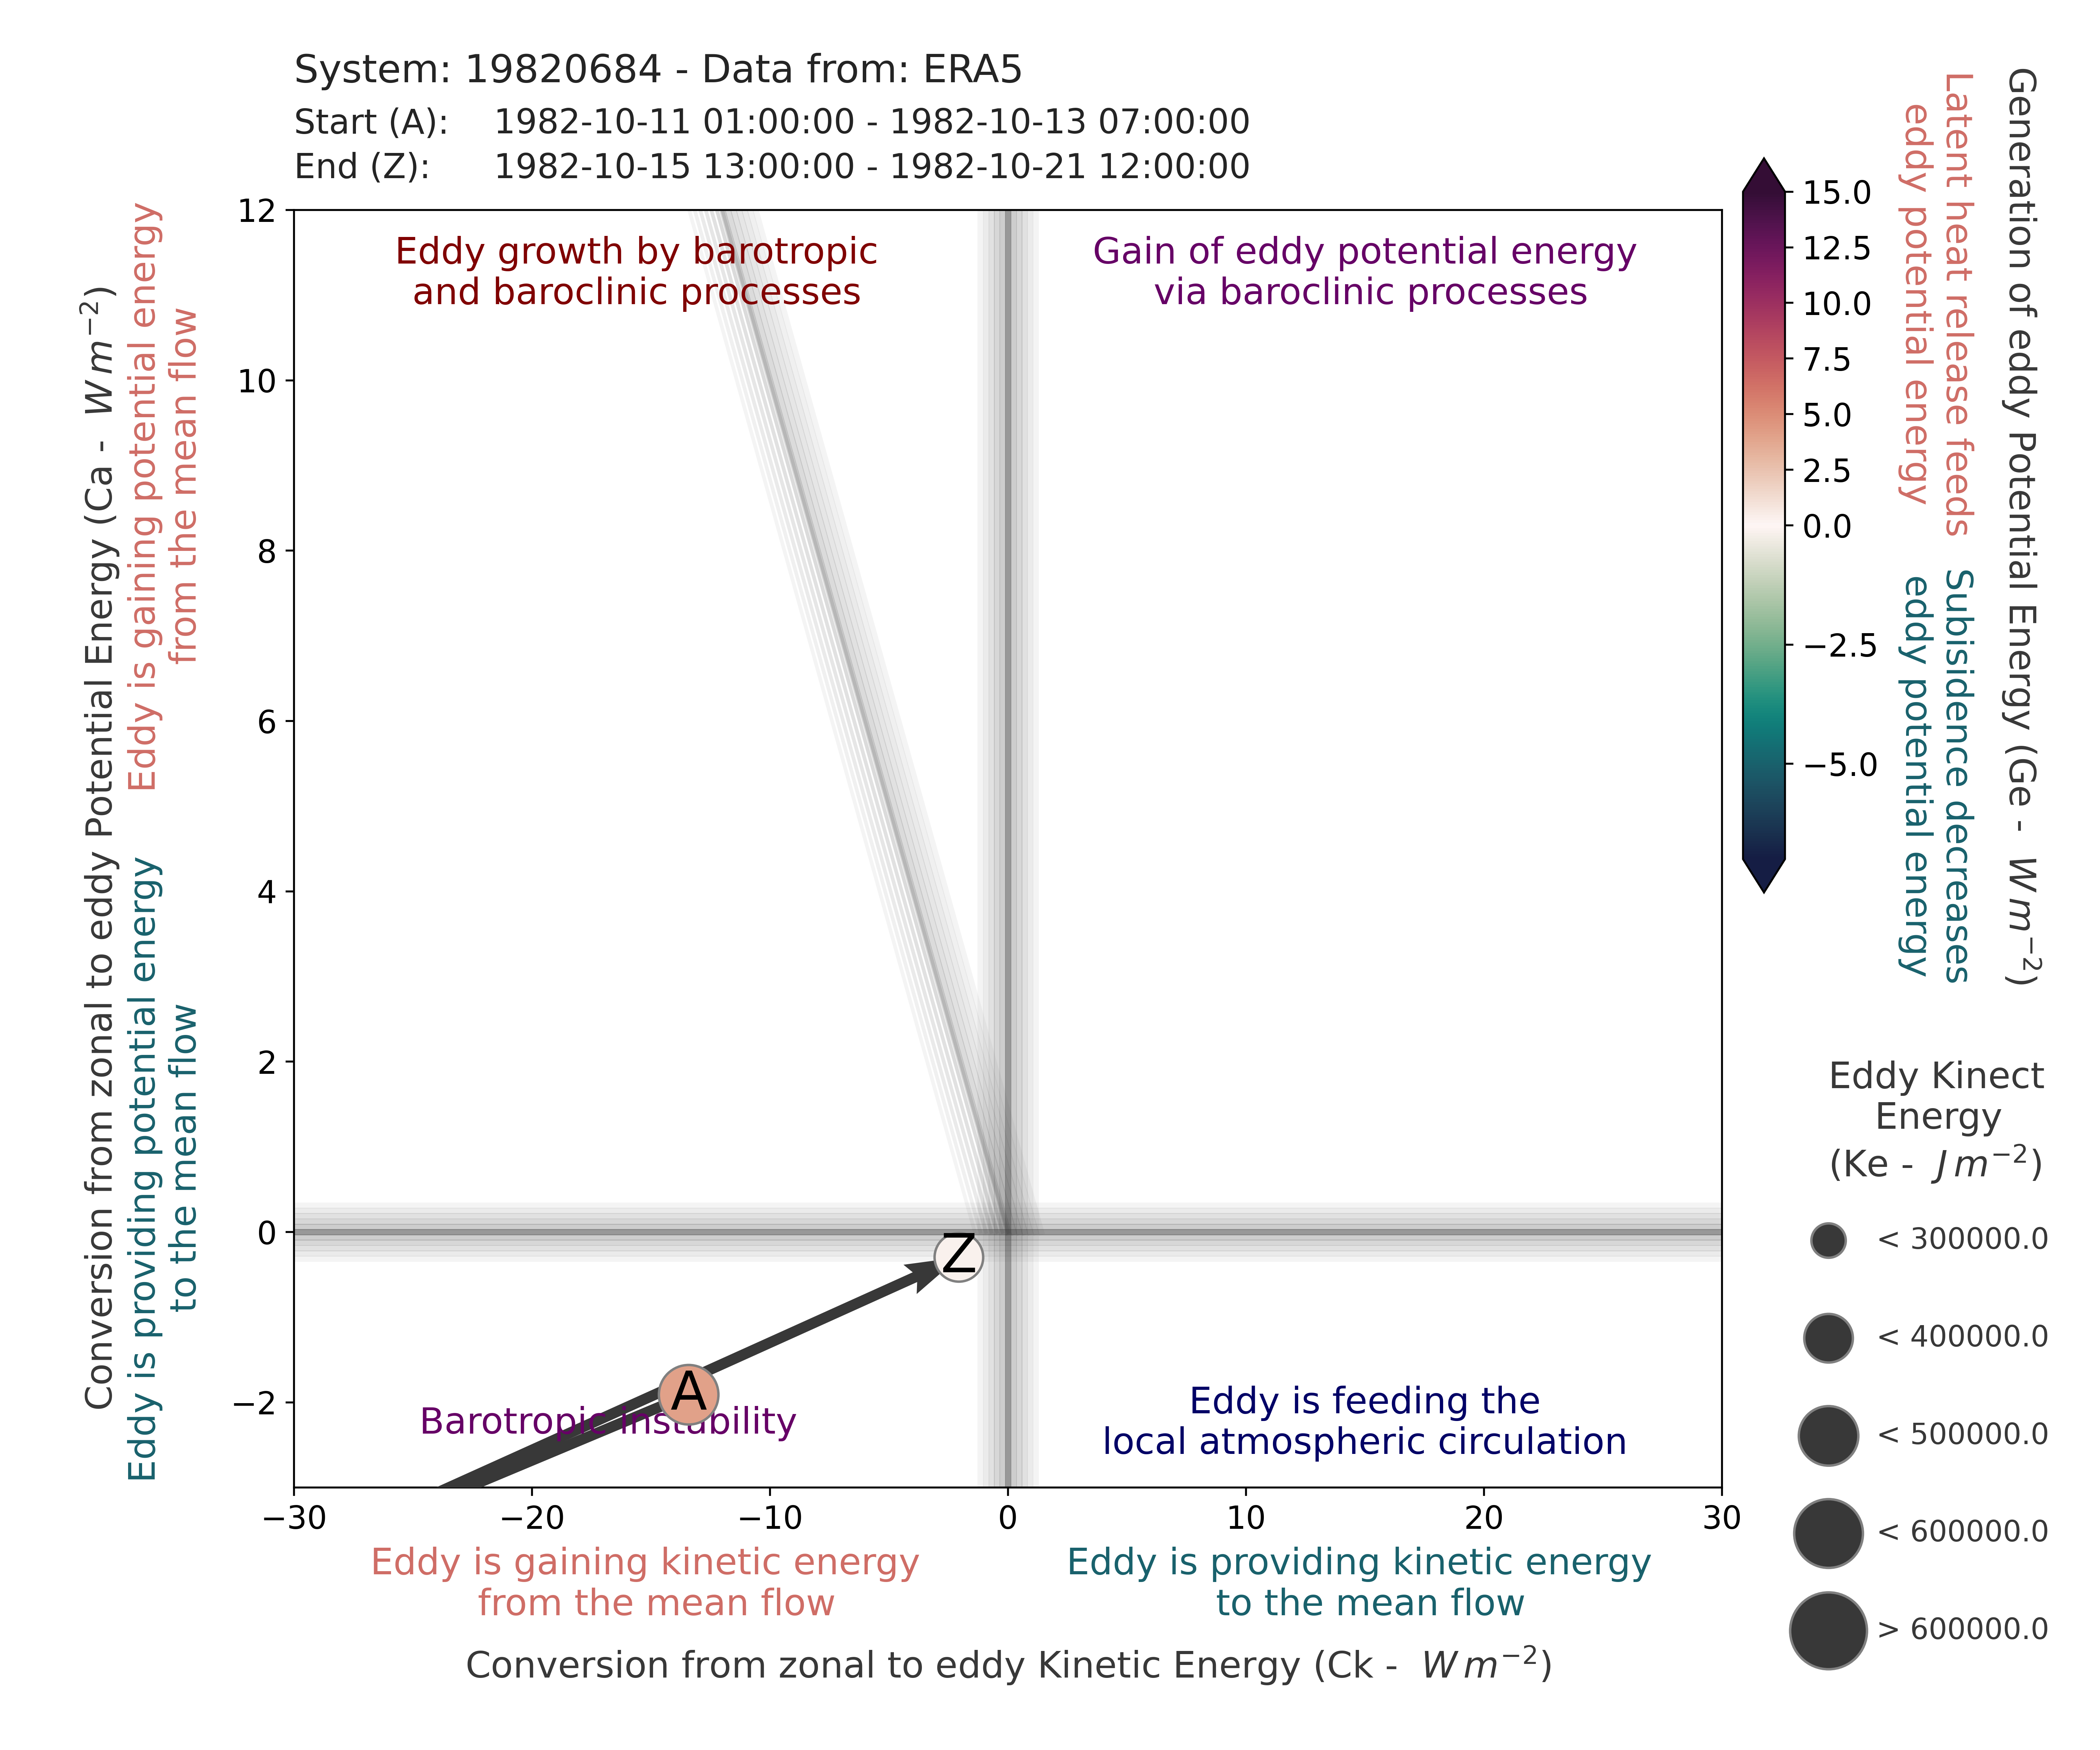 System: 19820684 - Data from: ERA5
Start (A): 1982-10-11 01:00:00 - 1982-10-13 07:00:00
End (Z): 1982-10-15 13:00:00 - 1982-10-21 12:00:00
Conversion from zonal to eddy Potential Energy (Ca - W m⁻²)
Eddy is gaining potential energy
from the mean flow
Eddy is providing potential energy
to the mean flow
12
10
8
6
4
2
0
−2
Eddy growth by barotropic
and baroclinic processes
Gain of eddy potential energy
via baroclinic processes
Z
A
Barotropic instability
Eddy is feeding the
local atmospheric circulation
−30
−20
−10
0
10
20
30
Eddy is gaining kinetic energy
from the mean flow
Eddy is providing kinetic energy
to the mean flow
Conversion from zonal to eddy Kinetic Energy (Ck - W m⁻²)
15.0
12.5
10.0
7.5
5.0
2.5
0.0
−2.5
−5.0
Latent heat release feeds
eddy potential energy
Subisidence decreases
eddy potential energy
Generation of eddy Potential Energy (Ge - W m⁻²)
Eddy Kinect
Energy
(Ke - J m⁻²)
< 300000.0
< 400000.0
< 500000.0
< 600000.0
> 600000.0